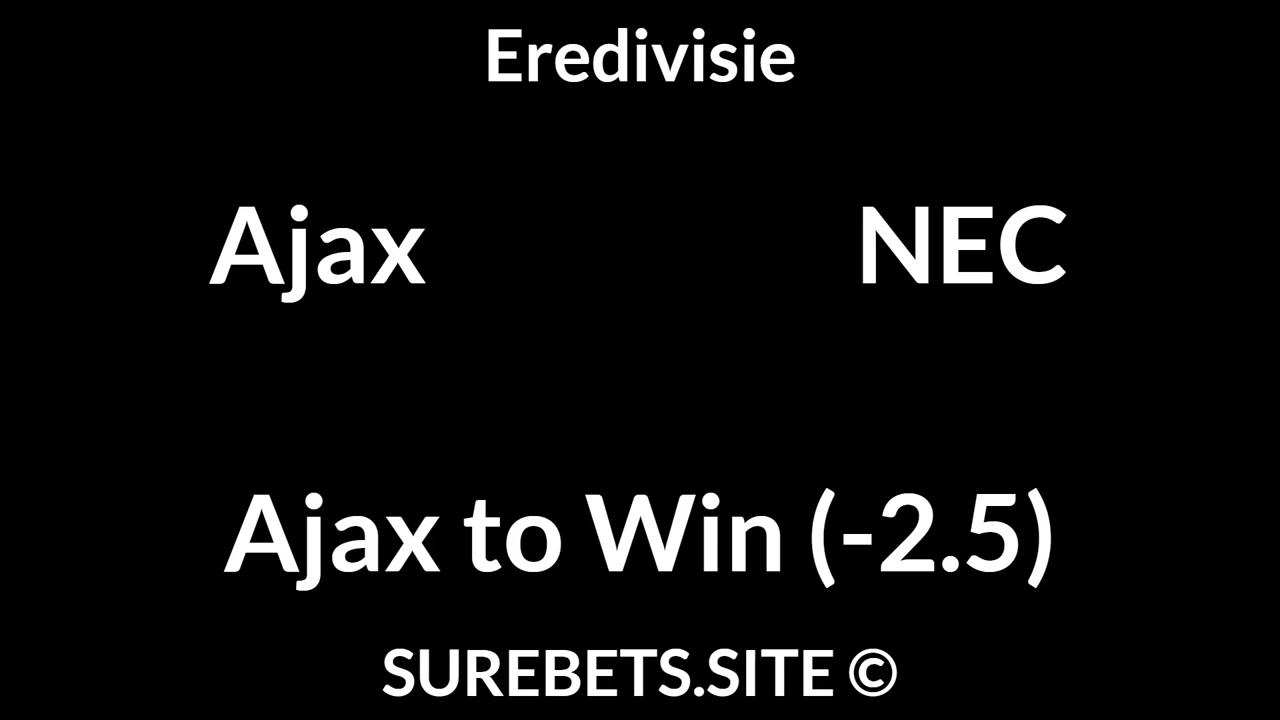 Eredivisie
Ajax NEC
Ajax to Win (-2.5)
SUREBETS.SITE ©